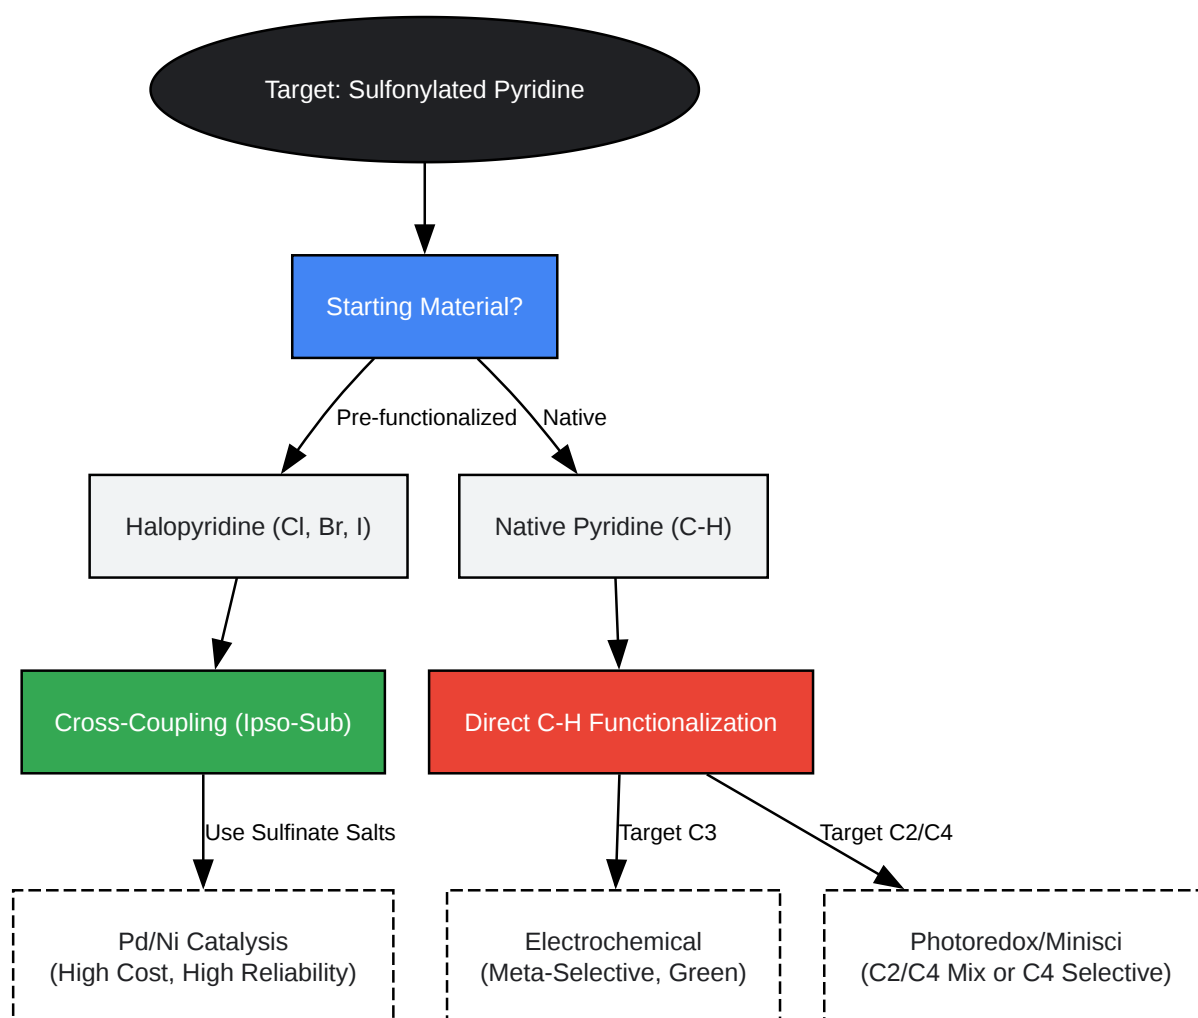 Target: Sulfonylated Pyridine
Starting Material?
Pre-functionalized
Native
Halopyridine (Cl, Br, I)
Native Pyridine (C-H)
Cross-Coupling (Ipso-Sub)
Direct C-H Functionalization
Use Sulfinate Salts
Target C3
Target C2/C4
Pd/Ni Catalysis
(High Cost, High Reliability)
Electrochemical
(Meta-Selective, Green)
Photoredox/Minisci
(C2/C4 Mix or C4 Selective)